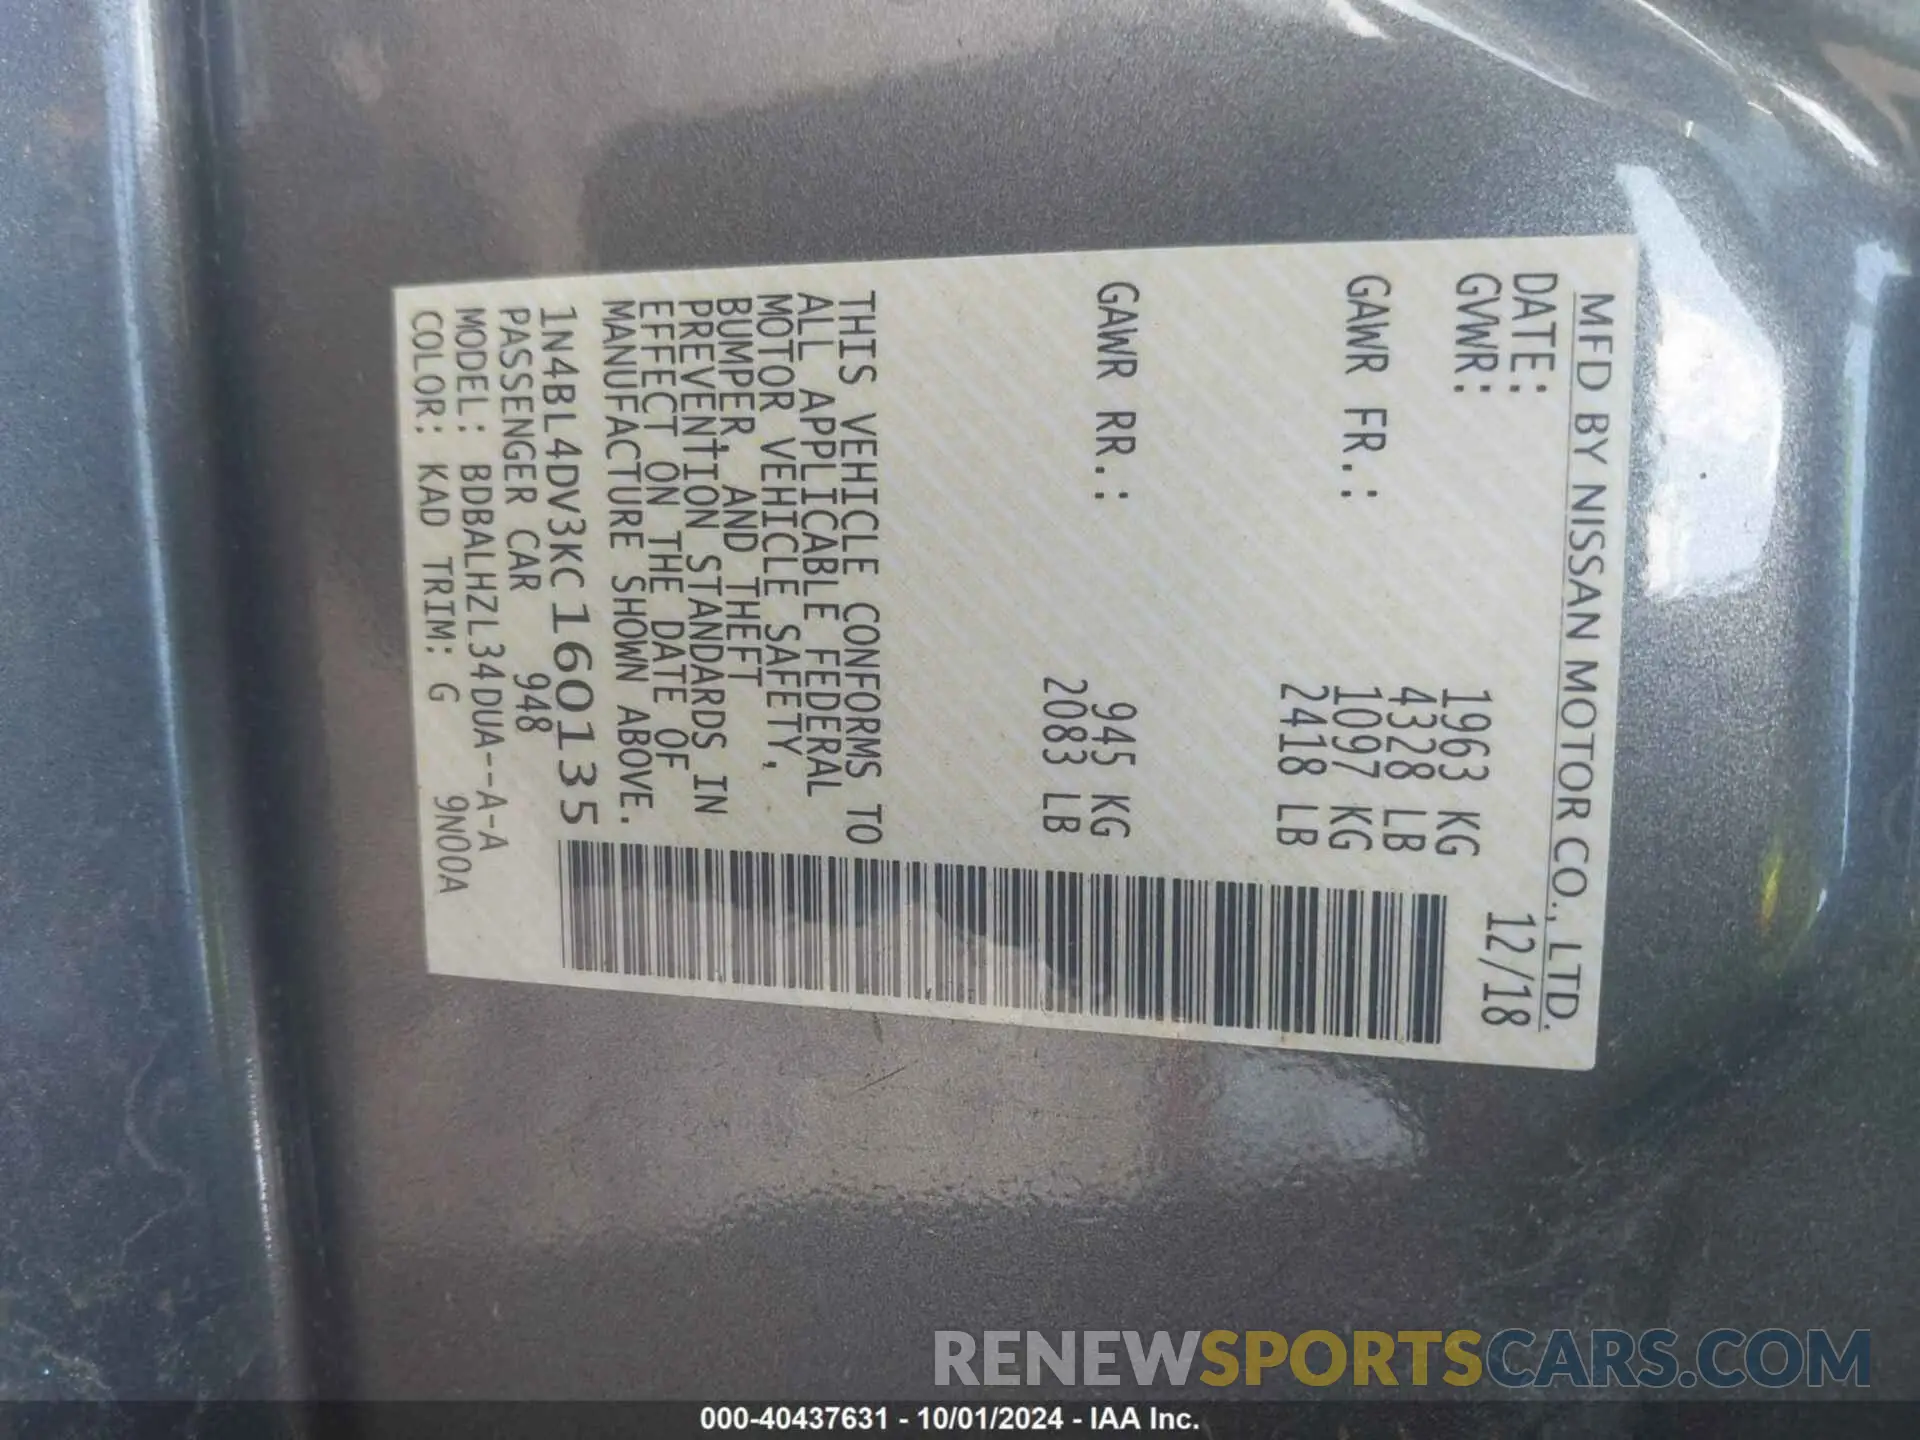 MFD BY NISSAN MOTOR CO., LTD.
DATE: 12/18
GVWR: 1963 KG
4328 LB
GAWR FR.: 1097 KG
2418 LB
GAWR RR.: 945 KG
2083 LB
THIS VEHICLE CONFORMS TO
ALL APPLICABLE FEDERAL
MOTOR VEHICLE SAFETY,
BUMPER, AND THEFT
PREVENTION STANDARDS IN
EFFECT ON THE DATE OF
MANUFACTURE SHOWN ABOVE.
1N4BL4DV3KC160135
PASSENGER CAR 948
MODEL: BDBALHZL34DUA--A-A
COLOR: KAD TRIM: G 9N00A
RENEWSPORTSCARS.COM
000-40437631 - 10/01/2024 - IAA Inc.